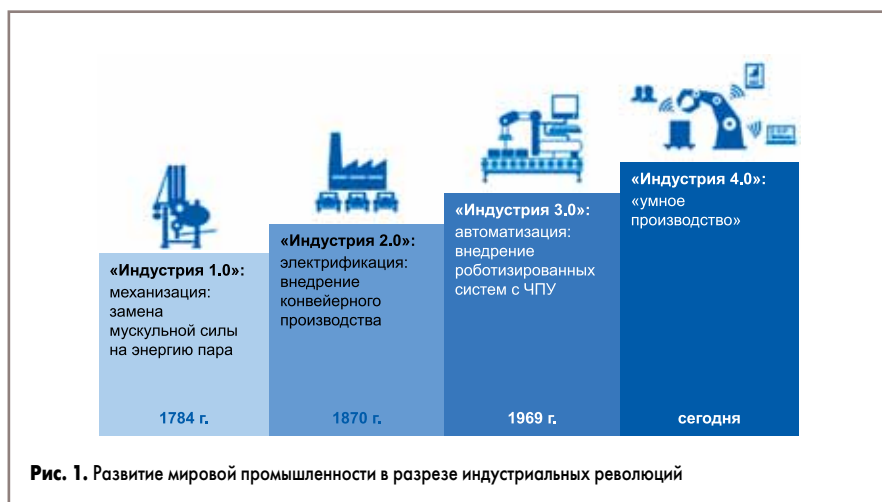 «Индустрия 1.0»:
механизация:
замена
мускульной силы
на энергию пара
1784 г.
«Индустрия 2.0»:
электрификация:
внедрение
конвейерного
производства
1870 г.
«Индустрия 3.0»:
автоматизация:
внедрение
роботизированных
систем с ЧПУ
1969 г.
«Индустрия 4.0»:
«умное
производство»
сегодня
Рис. 1. Развитие мировой промышленности в разрезе индустриальных революций